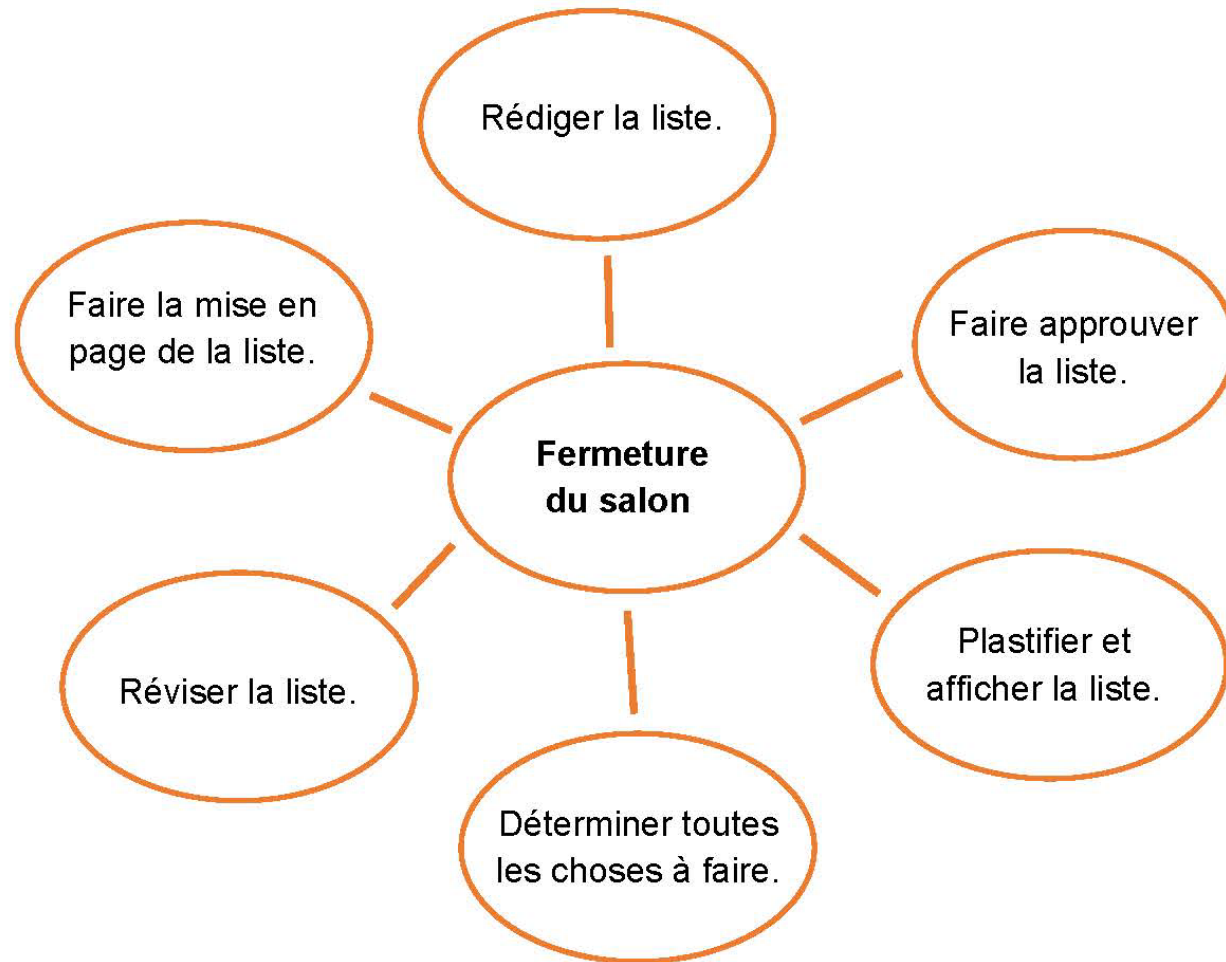 Rédiger la liste.
Faire la mise en
page de la liste.
Faire approuver
la liste.
Fermeture
du salon
Réviser la liste.
Plastifier et
afficher la liste.
Déterminer toutes
les choses à faire.